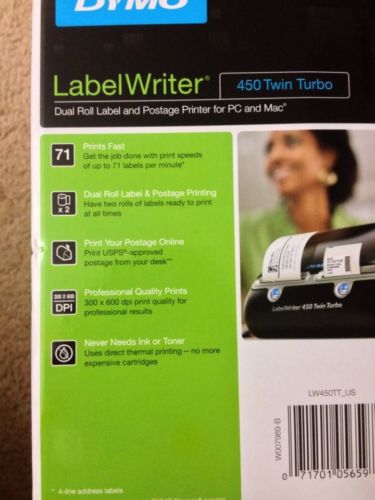 DYMO
LabelWriter® 450 Twin Turbo
Dual Roll Label and Postage Printer for PC and Mac*
71
Prints Fast
Get the job done with print speeds
of up to 71 labels per minute*
x 2
Dual Roll Label & Postage Printing
Have two rolls of labels ready to print
at all times
Print Your Postage Online
Print USPS®-approved
postage from your desk**
300 X 600
DPI
Professional Quality Prints
300 x 600 dpi print quality for
professional results
Never Needs Ink or Toner
Uses direct thermal printing—no more
expensive cartridges
LabelWriter 450 Twin Turbo
LW450TT_US
W007989-B
0 71701 05659
* 4-line address labels